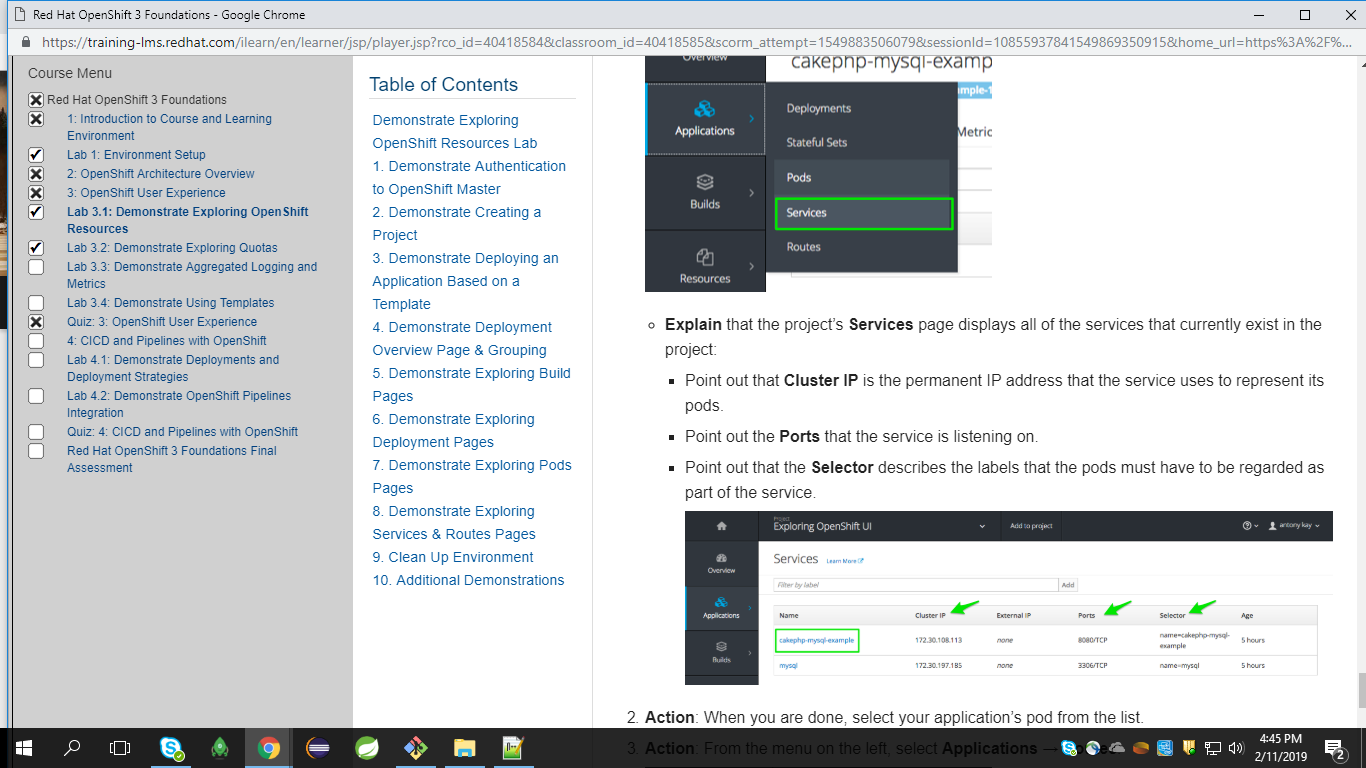 Red Hat OpenShift 3 Foundations - Google Chrome
https://training-lms.redhat.com/ilearn/en/learner/jsp/player.jsp?rco_id=40418584&classroom_id=40418585&scorm_attempt=1549883506079&sessionId=10855937841549869350915&home_url=https%3A%2F%...
Course Menu
Red Hat OpenShift 3 Foundations
1: Introduction to Course and Learning
Environment
Lab 1: Environment Setup
2: OpenShift Architecture Overview
3: OpenShift User Experience
Lab 3.1: Demonstrate Exploring OpenShift
Resources
Lab 3.2: Demonstrate Exploring Quotas
Lab 3.3: Demonstrate Aggregated Logging and
Metrics
Lab 3.4: Demonstrate Using Templates
Quiz: 3: OpenShift User Experience
4: CICD and Pipelines with OpenShift
Lab 4.1: Demonstrate Deployments and
Deployment Strategies
Lab 4.2: Demonstrate OpenShift Pipelines
Integration
Quiz: 4: CICD and Pipelines with OpenShift
Red Hat OpenShift 3 Foundations Final
Assessment
Table of Contents
Demonstrate Exploring
OpenShift Resources Lab
1. Demonstrate Authentication
to OpenShift Master
2. Demonstrate Creating a
Project
3. Demonstrate Deploying an
Application Based on a
Template
4. Demonstrate Deployment
Overview Page & Grouping
5. Demonstrate Exploring Build
Pages
6. Demonstrate Exploring
Deployment Pages
7. Demonstrate Exploring Pods
Pages
8. Demonstrate Exploring
Services & Routes Pages
9. Clean Up Environment
10. Additional Demonstrations
Overview
cakephp-mysql-examp
ample-1
Metric
Applications
Builds
Resources
Deployments
Stateful Sets
Pods
Services
Routes
Explain that the project's Services page displays all of the services that currently exist in the
project:
Point out that Cluster IP is the permanent IP address that the service uses to represent its
pods.
Point out the Ports that the service is listening on.
Point out that the Selector describes the labels that the pods must have to be regarded as
part of the service.
Project
Exploring OpenShift UI
Add to project
antony kay
Overview
Applications
Builds
Services Learn More
Filter by label
Add
Name Cluster IP External IP Ports Selector Age
cakephp-mysql-example 172.30.108.113 none 8080/TCP name=cakephp-mysql-
example 5 hours
mysql 172.30.197.185 none 3306/TCP name=mysql 5 hours
2. Action: When you are done, select your application's pod from the list.
3. Action: From the menu on the left, select Applications
4:45 PM
2/11/2019
2